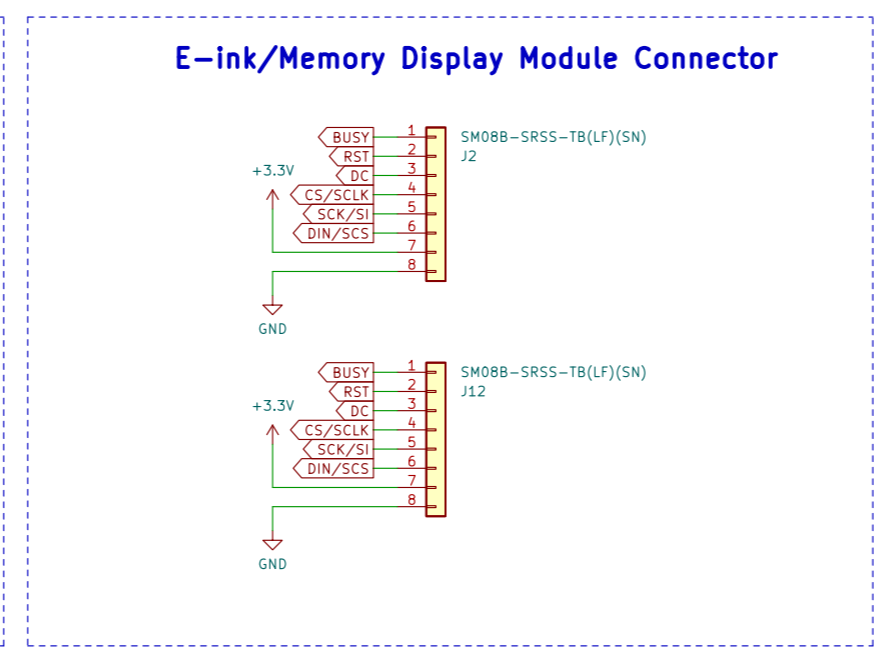 E-ink/Memory Display Module Connector
BUSY 1 SM08B-SRSS-TB(LF)(SN)
RST 2 J2
+3.3V DC 3
CS/SCLK 4
SCK/SI 5
DIN/SCS 6
7
8
GND
BUSY 1 SM08B-SRSS-TB(LF)(SN)
RST 2 J12
+3.3V DC 3
CS/SCLK 4
SCK/SI 5
DIN/SCS 6
7
8
GND